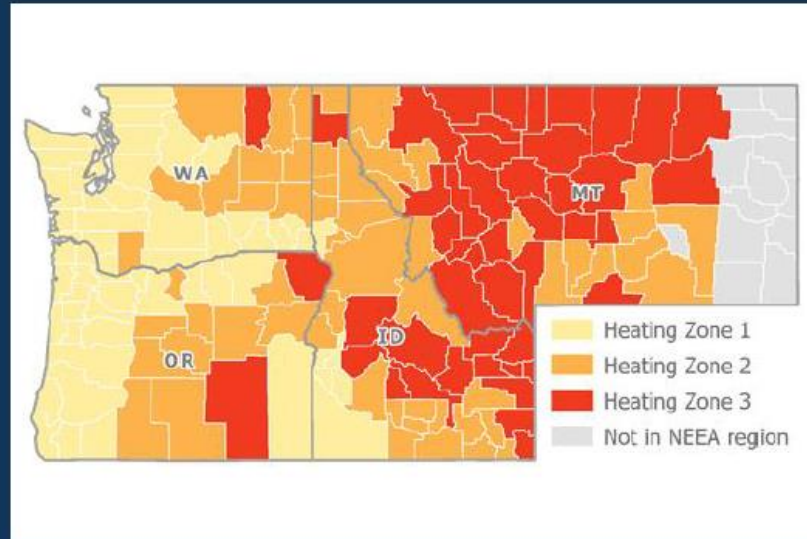 WA
MT
ID
OR
Heating Zone 1
Heating Zone 2
Heating Zone 3
Not in NEEA region